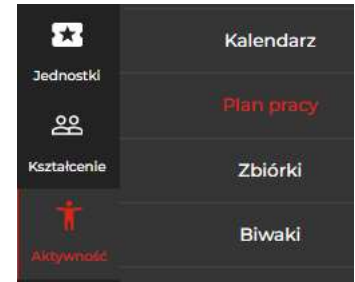 Jednostki
Kształcenie
Aktywność
Kalendarz
Plan pracy
Zbiórki
Biwaki